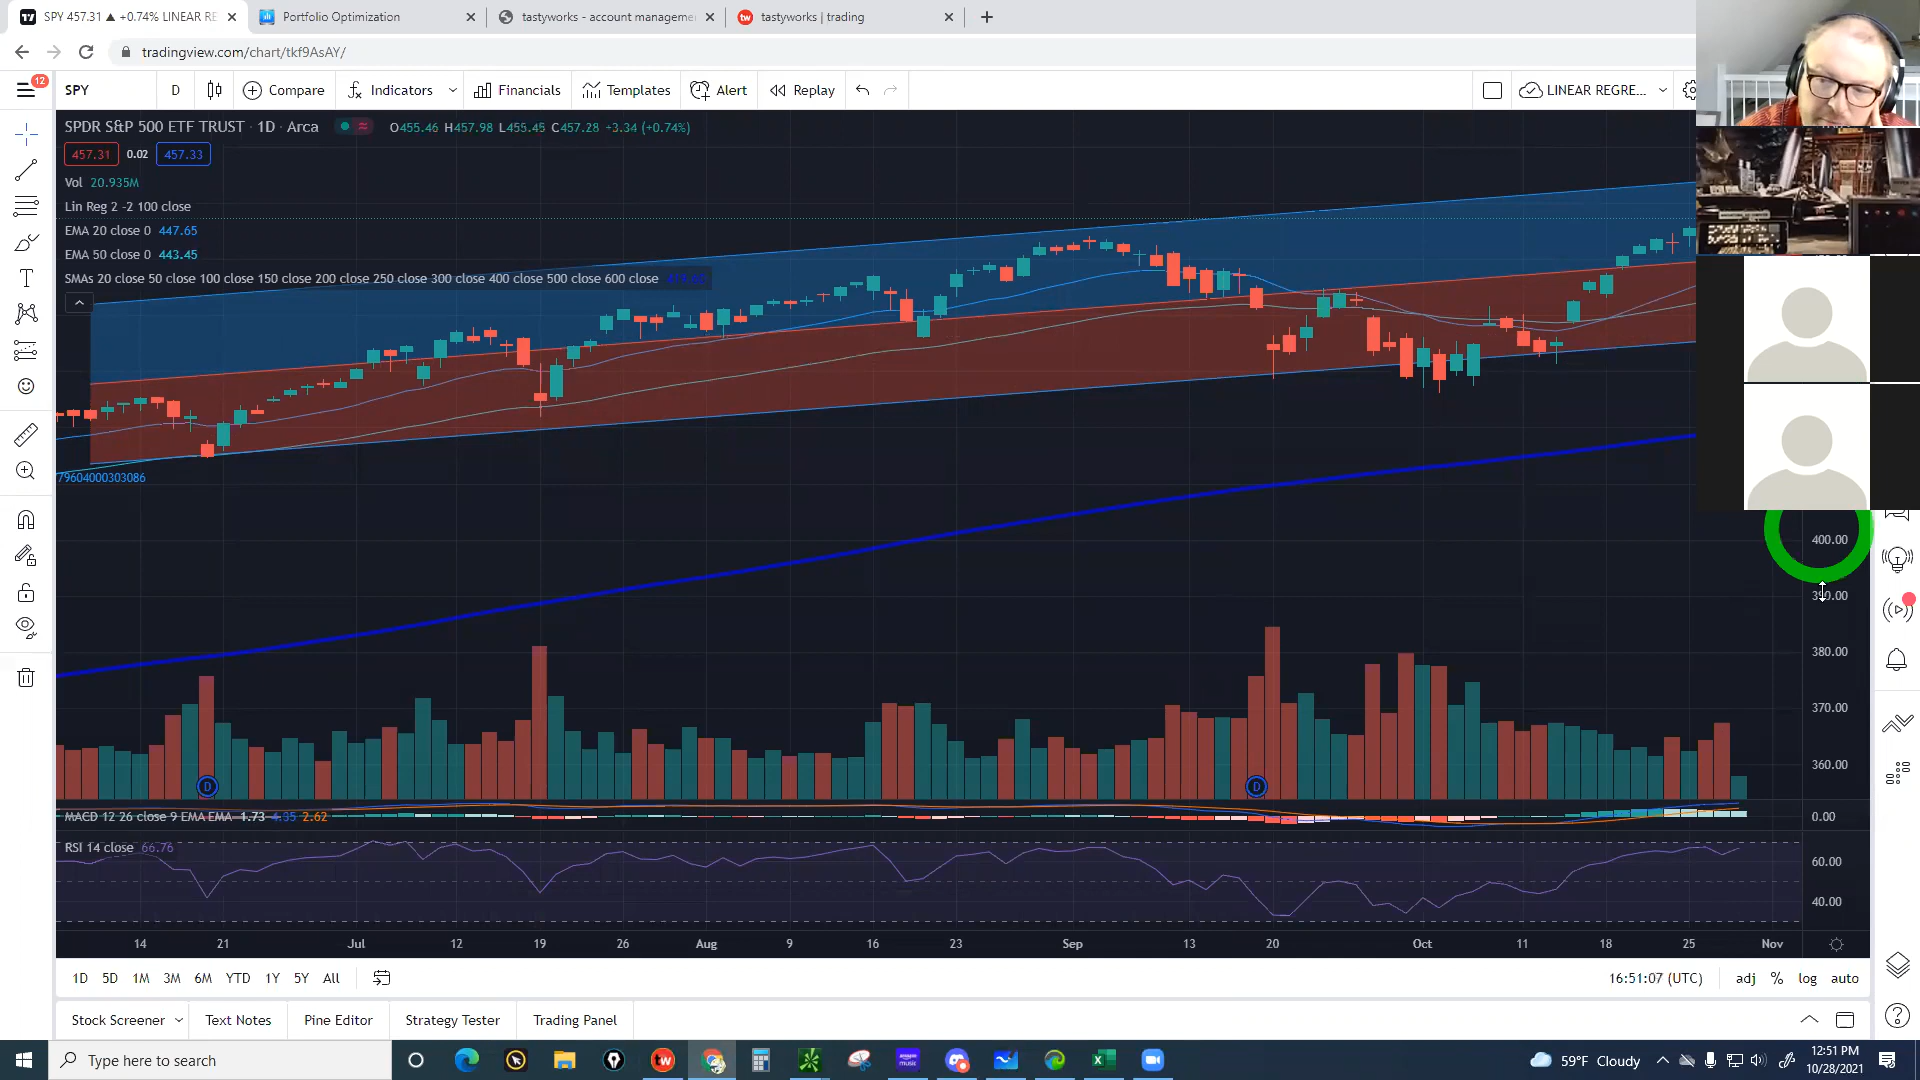 SPY 457.31 ▲ +0.74% LINEAR RE
Portfolio Optimization
tastyworks - account manageme
tw
tastyworks | trading
tradingview.com/chart/tkf9AsAY/
12
SPY
D
Compare
Indicators
Financials
Templates
Alert
Replay
LINEAR REGRE...
SPDR S&P 500 ETF TRUST · 1D · Arca
O455.46 H457.98 L455.45 C457.28 +3.34 (+0.74%)
457.31 0.02 457.33
Vol 20.935M
Lin Reg 2 -2 100 close
EMA 20 close 0 447.65
EMA 50 close 0 443.45
SMAs 20 close 50 close 100 close 150 close 200 close 250 close 300 close 400 close 500 close 600 close
79604000303086
400.00
380.00
370.00
360.00
D
D
MACD 12 26 close 9 EMA EMA 1.73 2.62
0.00
RSI 14 close 66.76
60.00
40.00
14 21 Jul 12 19 26 Aug 9 16 23 Sep 13 20 Oct 11 18 25 Nov
1D 5D 1M 3M 6M YTD 1Y 5Y All
16:51:07 (UTC) adj % log auto
Stock Screener
Text Notes
Pine Editor
Strategy Tester
Trading Panel
Type here to search
59°F Cloudy
12:51 PM
10/28/2021